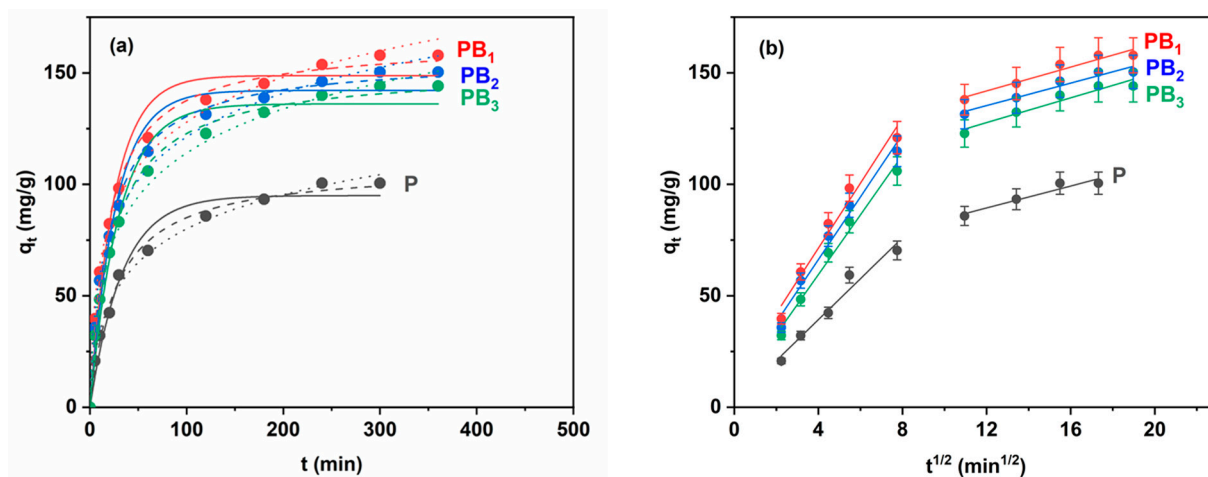 (a)
PB₁
PB₂
PB₃
P
150
100
50
0
0 100 200 300 400 500
qₜ (mg/g)
t (min)
(b)
PB₁
PB₂
PB₃
P
150
100
50
0
0 4 8 12 16 20
qₜ (mg/g)
t¹/² (min¹/²)